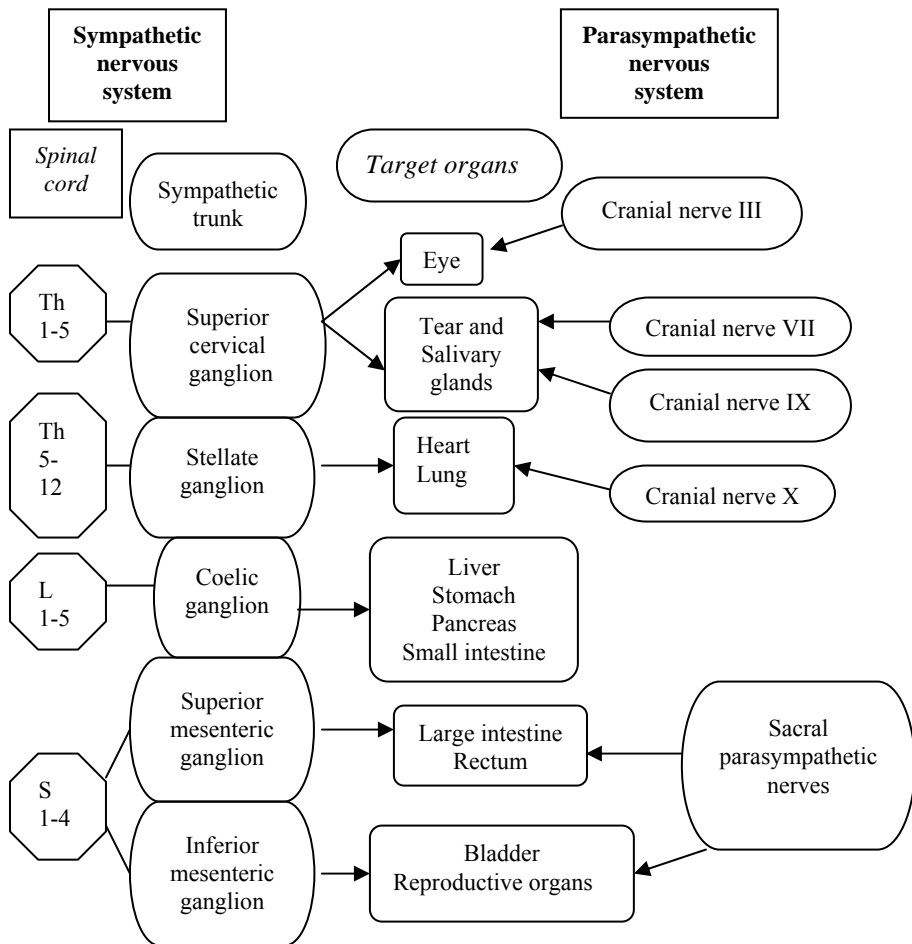 Sympathetic
nervous
system
Parasympathetic
nervous
system
Spinal
cord
Sympathetic
trunk
Target organs
Cranial nerve III
Eye
Th
1-5
Superior
cervical
ganglion
Tear and
Salivary
glands
Cranial nerve VII
Cranial nerve IX
Th
5-
12
Stellate
ganglion
Heart
Lung
Cranial nerve X
L
1-5
Coelic
ganglion
Liver
Stomach
Pancreas
Small intestine
Superior
mesenteric
ganglion
Large intestine
Rectum
Sacral
parasympathetic
nerves
S
1-4
Inferior
mesenteric
ganglion
Bladder
Reproductive organs